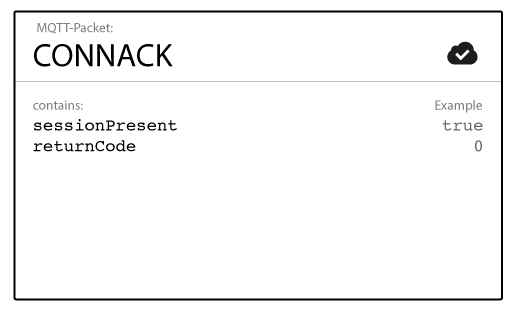 MQTT-Packet:
CONNACK
contains: Example
sessionPresent true
returnCode 0